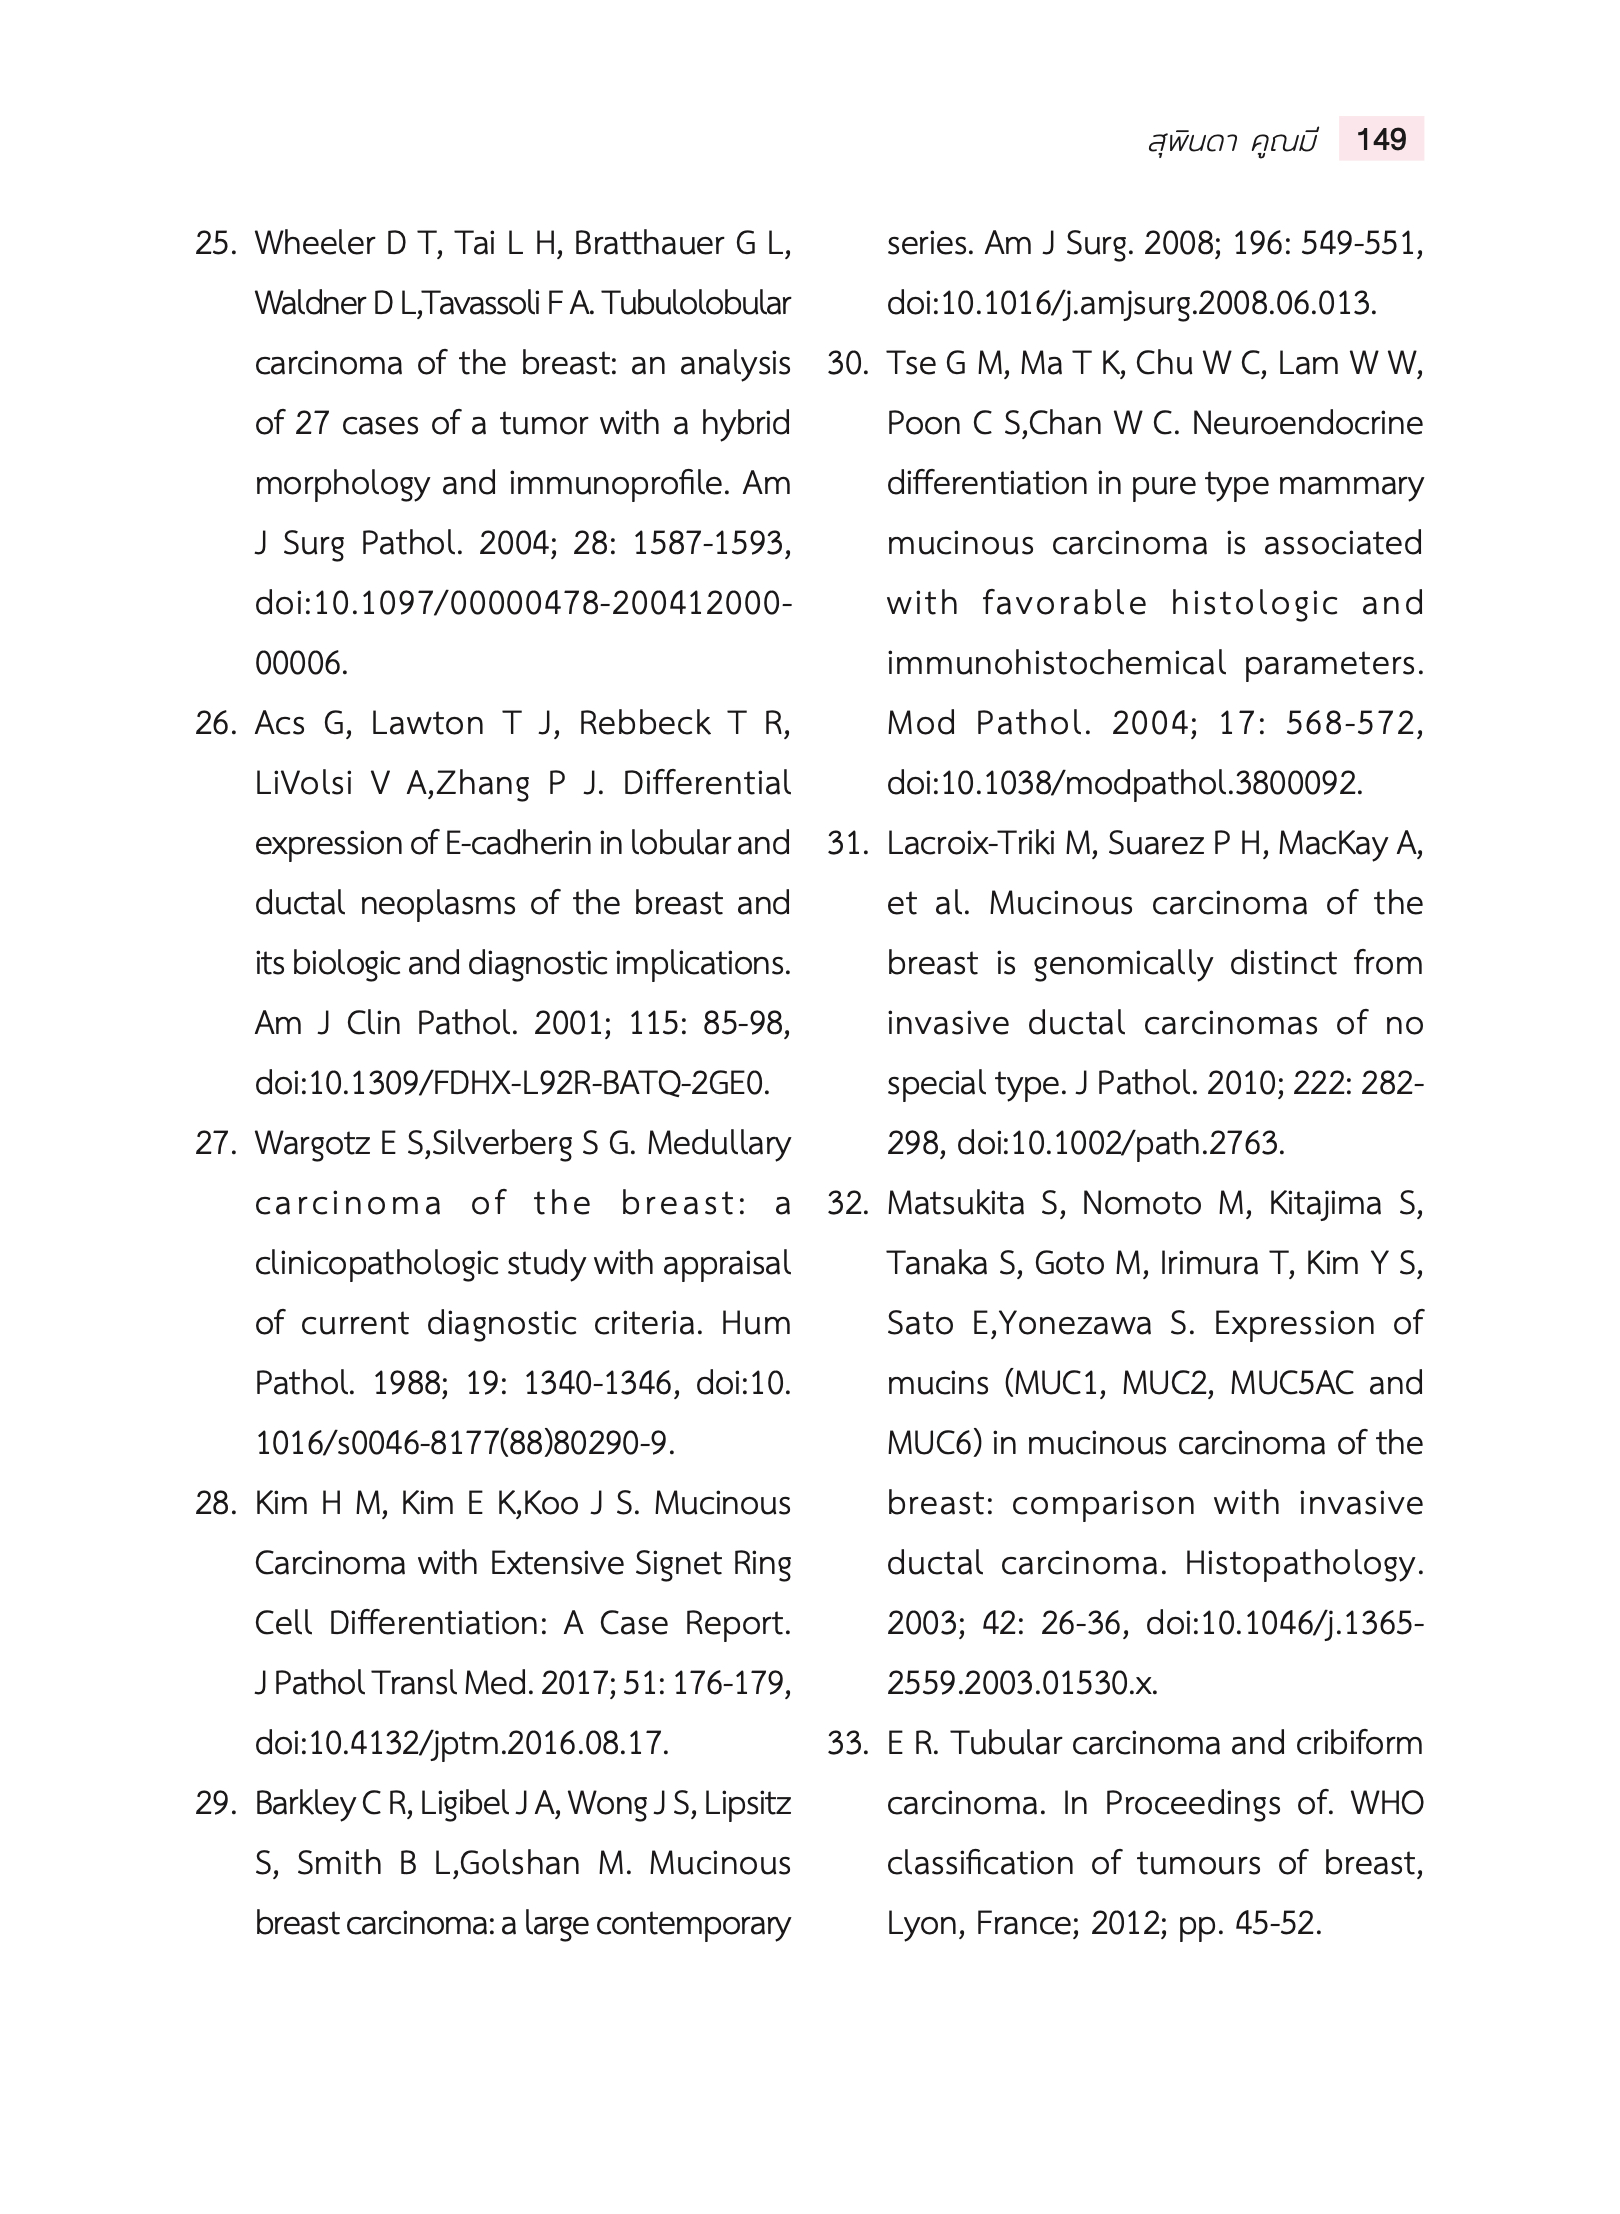 สุพินดา คูณมี 149
25. Wheeler D T, Tai L H, Bratthauer G L,
Waldner D L,Tavassoli F A. Tubulolobular
carcinoma of the breast: an analysis
of 27 cases of a tumor with a hybrid
morphology and immunoprofile. Am
J Surg Pathol. 2004; 28: 1587-1593,
doi:10.1097/00000478-200412000-
00006.
26. Acs G, Lawton T J, Rebbeck T R,
LiVolsi V A,Zhang P J. Differential
expression of E-cadherin in lobular and
ductal neoplasms of the breast and
its biologic and diagnostic implications.
Am J Clin Pathol. 2001; 115: 85-98,
doi:10.1309/FDHX-L92R-BATQ-2GE0.
27. Wargotz E S,Silverberg S G. Medullary
carcinoma of the breast: a
clinicopathologic study with appraisal
of current diagnostic criteria. Hum
Pathol. 1988; 19: 1340-1346, doi:10.
1016/s0046-8177(88)80290-9.
28. Kim H M, Kim E K,Koo J S. Mucinous
Carcinoma with Extensive Signet Ring
Cell Differentiation: A Case Report.
J Pathol Transl Med. 2017; 51: 176-179,
doi:10.4132/jptm.2016.08.17.
29. Barkley C R, Ligibel J A, Wong J S, Lipsitz
S, Smith B L,Golshan M. Mucinous
breast carcinoma: a large contemporary
series. Am J Surg. 2008; 196: 549-551,
doi:10.1016/j.amjsurg.2008.06.013.
30. Tse G M, Ma T K, Chu W C, Lam W W,
Poon C S,Chan W C. Neuroendocrine
differentiation in pure type mammary
mucinous carcinoma is associated
with favorable histologic and
immunohistochemical parameters.
Mod Pathol. 2004; 17: 568-572,
doi:10.1038/modpathol.3800092.
31. Lacroix-Triki M, Suarez P H, MacKay A,
et al. Mucinous carcinoma of the
breast is genomically distinct from
invasive ductal carcinomas of no
special type. J Pathol. 2010; 222: 282-
298, doi:10.1002/path.2763.
32. Matsukita S, Nomoto M, Kitajima S,
Tanaka S, Goto M, Irimura T, Kim Y S,
Sato E,Yonezawa S. Expression of
mucins (MUC1, MUC2, MUC5AC and
MUC6) in mucinous carcinoma of the
breast: comparison with invasive
ductal carcinoma. Histopathology.
2003; 42: 26-36, doi:10.1046/j.1365-
2559.2003.01530.x.
33. E R. Tubular carcinoma and cribiform
carcinoma. In Proceedings of. WHO
classification of tumours of breast,
Lyon, France; 2012; pp. 45-52.